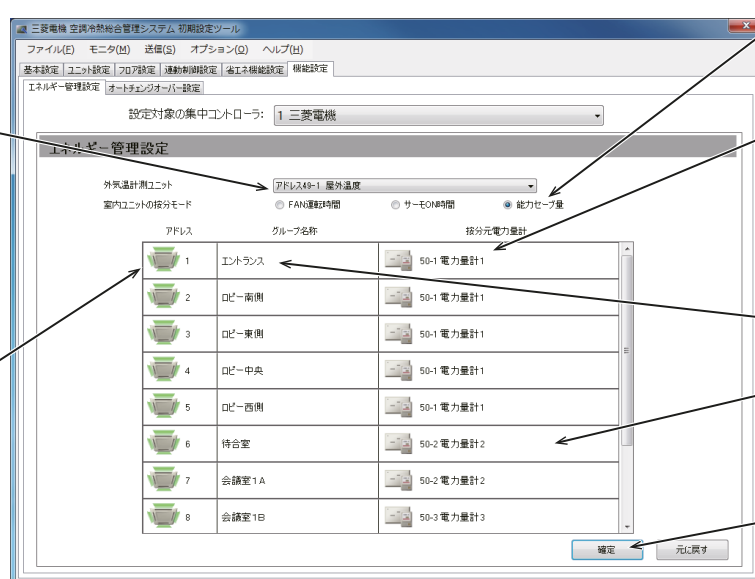 三菱電機 空調冷熱総合管理システム 初期設定ツール
ファイル(F) モニタ(M) 送信(S) オプション(O) ヘルプ(H)
基本設定 ユニット設定 フロア設定 連動制御設定 省エネ機能設定 機能設定
エネルギー管理設定 オートチェンジオーバー設定
設定対象の集中コントローラ: 1 三菱電機
エネルギー管理設定
外気温計測ユニット アドレス49-1 屋外温度
室内ユニットの按分モード FAN運転時間 サーモON時間 能力セーブ量
アドレス グループ名称 按分元電力量計
1 エントランス 50-1 電力量計1
2 ロビー南側 50-1 電力量計1
3 ロビー東側 50-1 電力量計1
4 ロビー中央 50-1 電力量計1
5 ロビー西側 50-1 電力量計1
6 待合室 50-2 電力量計2
7 会議室1A 50-2 電力量計2
8 会議室1B 50-3 電力量計3
確定 元に戻す